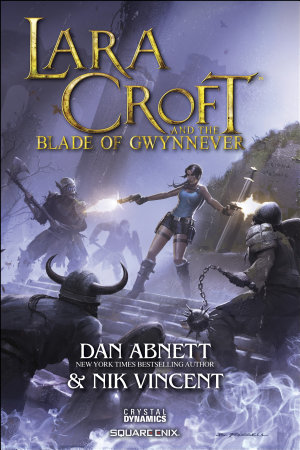 LARA
CROFT
AND THE
BLADE OF GWYNNEVER
DAN ABNETT
NEW YORK TIMES BESTSELLING AUTHOR
& NIK VINCENT
CRYSTAL
DYNAMICS
SQUARE ENIX.